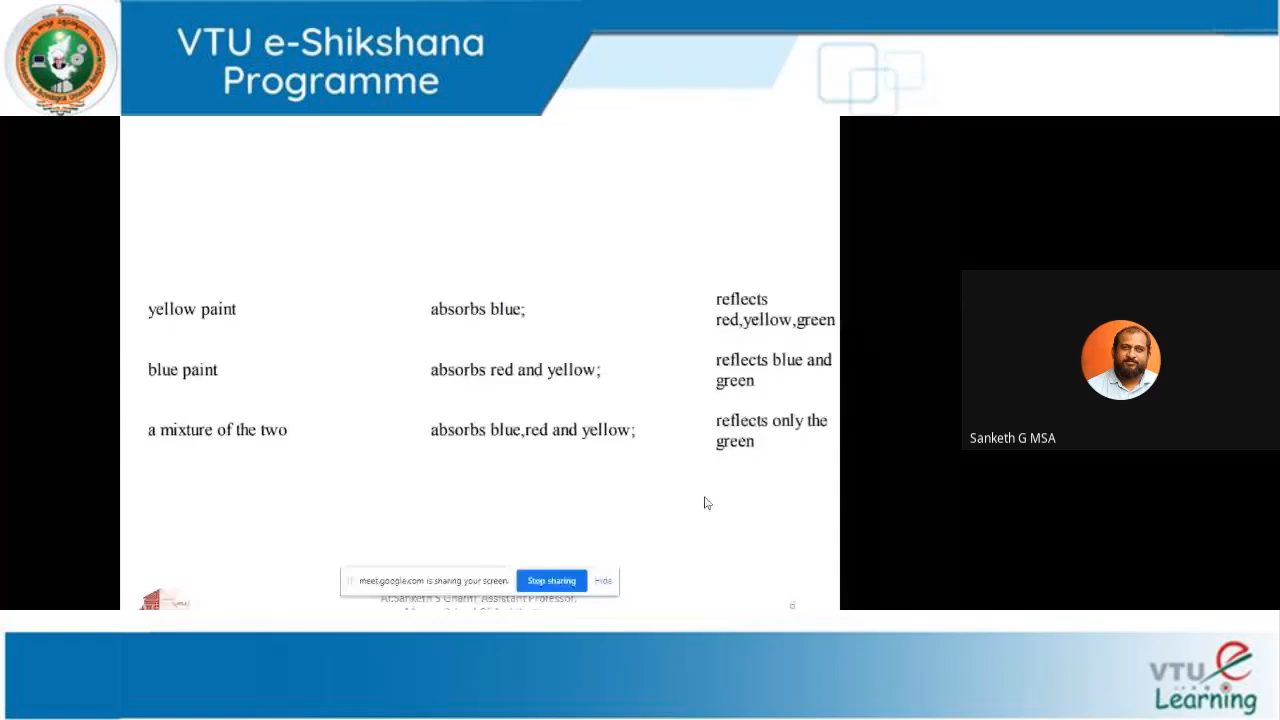 VTU e-Shikshana
Programme
yellow paint
absorbs blue;
reflects
red,yellow,green
blue paint
absorbs red and yellow;
reflects blue and
green
a mixture of the two
absorbs blue,red and yellow;
reflects only the
green
Sanketh G MSA
meet.google.com is sharing your screen.
Stop sharing
Hide
Assistant Professor,
VTU e
Learning